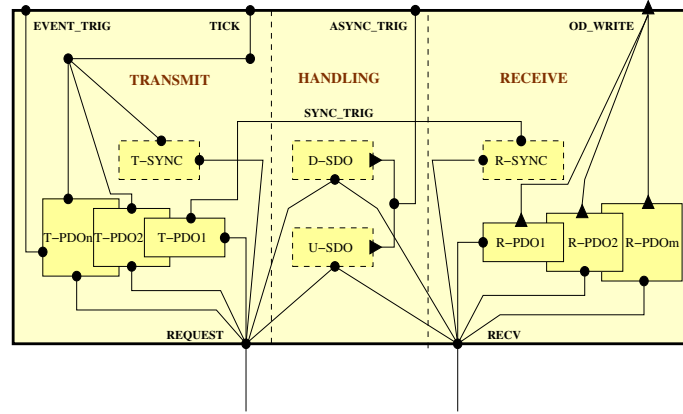 EVENT_TRIG
TICK
ASYNC_TRIG
OD_WRITE
TRANSMIT
HANDLING
RECEIVE
SYNC_TRIG
T−SYNC
D−SDO
R−SYNC
T−PDOn
T−PDO2
T−PDO1
U−SDO
R−PDO1
R−PDO2
R−PDOm
REQUEST
RECV